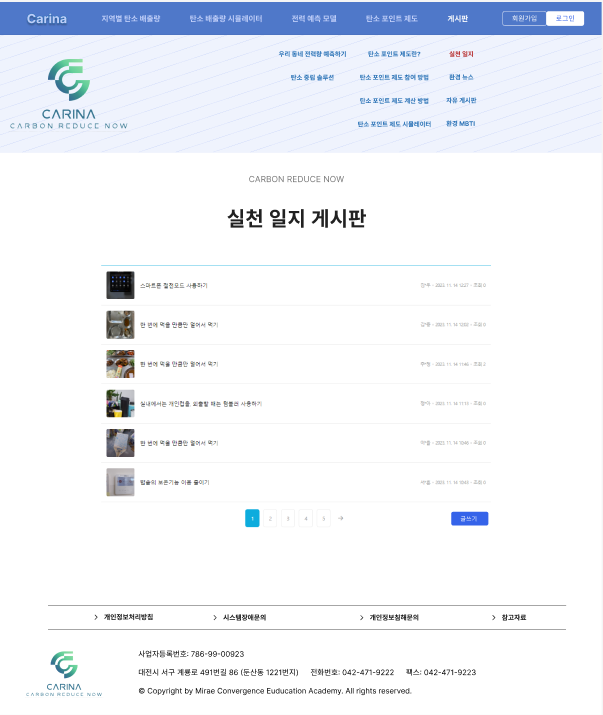 Carina
지역별 탄소 배출량
탄소 배출량 시뮬레이터
전력 예측 모델
탄소 포인트 제도
게시판
회원가입
로그인
우리 동네 전력량 예측하기
탄소 포인트 제도란?
실천 일지
탄소 중립 솔루션
탄소 포인트 제도 참여 방법
환경 뉴스
탄소 포인트 제도 계산 방법
자유 게시판
탄소 포인트 제도 시뮬레이터
환경 MBTI
CARINA
CARBON REDUCE NOW
CARBON REDUCE NOW
실천 일지 게시판
스마트폰 절전모드 사용하기
2023. 11. 14 12:27 - 조회 0
한 번에 먹을 만큼만 덜어서 먹기
2023. 11. 14 12:02 - 조회 0
한 번에 먹을 만큼만 덜어서 먹기
2023. 11. 14 11:46 - 조회 2
실내에서는 개인컵을, 외출할 때는 텀블러 사용하기
2023. 11. 14 11:13 - 조회 0
한 번에 먹을 만큼만 덜어서 먹기
2023. 11. 14 10:46 - 조회 0
밥솥의 보온기능 이용 줄이기
2023. 11. 14 10:43 - 조회 0
1 2 3 4 5 →
글쓰기
> 개인정보처리방침
> 시스템장애문의
> 개인정보침해문의
> 참고자료
CARINA
CARBON REDUCE NOW
사업자등록번호: 786-99-00923
대전시 서구 계룡로 491번길 86 (둔산동 1221번지) 전화번호: 042-471-9222 팩스: 042-471-9223
© Copyright by Mirae Convergence Euducation Academy. All rights reserved.